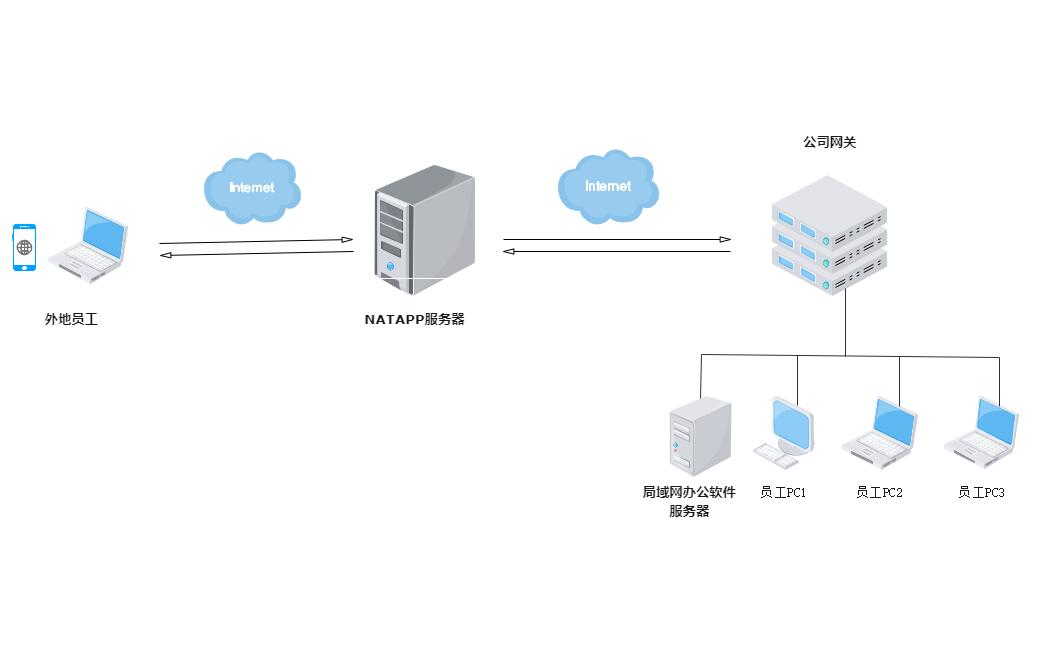 公司网关
Internet
Internet
外地员工
NATAPP服务器
局域网办公软件
服务器
员工PC1
员工PC2
员工PC3